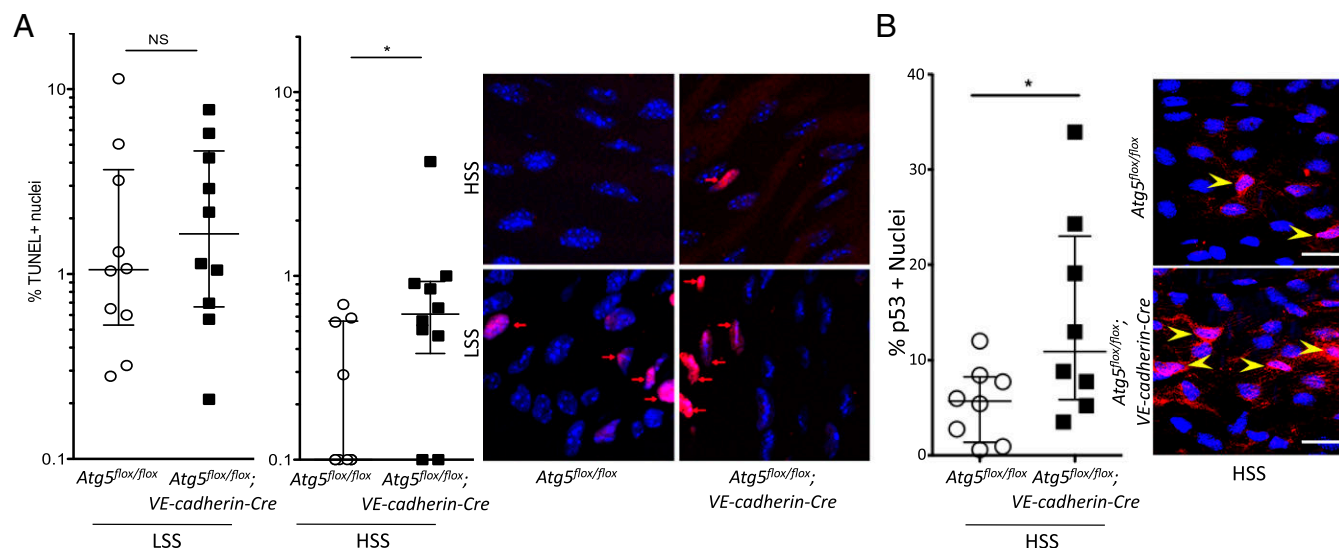 A
B
NS
*
10
1
0.1
% TUNEL+ nuclei
Atg5flox/flox
Atg5flox/flox;
VE-cadherin-Cre
LSS
10
1
0.1
Atg5flox/flox
Atg5flox/flox;
VE-cadherin-Cre
HSS
HSS
LSS
Atg5flox/flox
Atg5flox/flox;
VE-cadherin-Cre
*
40
30
20
10
0
% p53 + Nuclei
Atg5flox/flox
Atg5flox/flox;
VE-cadherin-Cre
HSS
Atg5flox/flox
Atg5flox/flox;
VE-cadherin-Cre
HSS